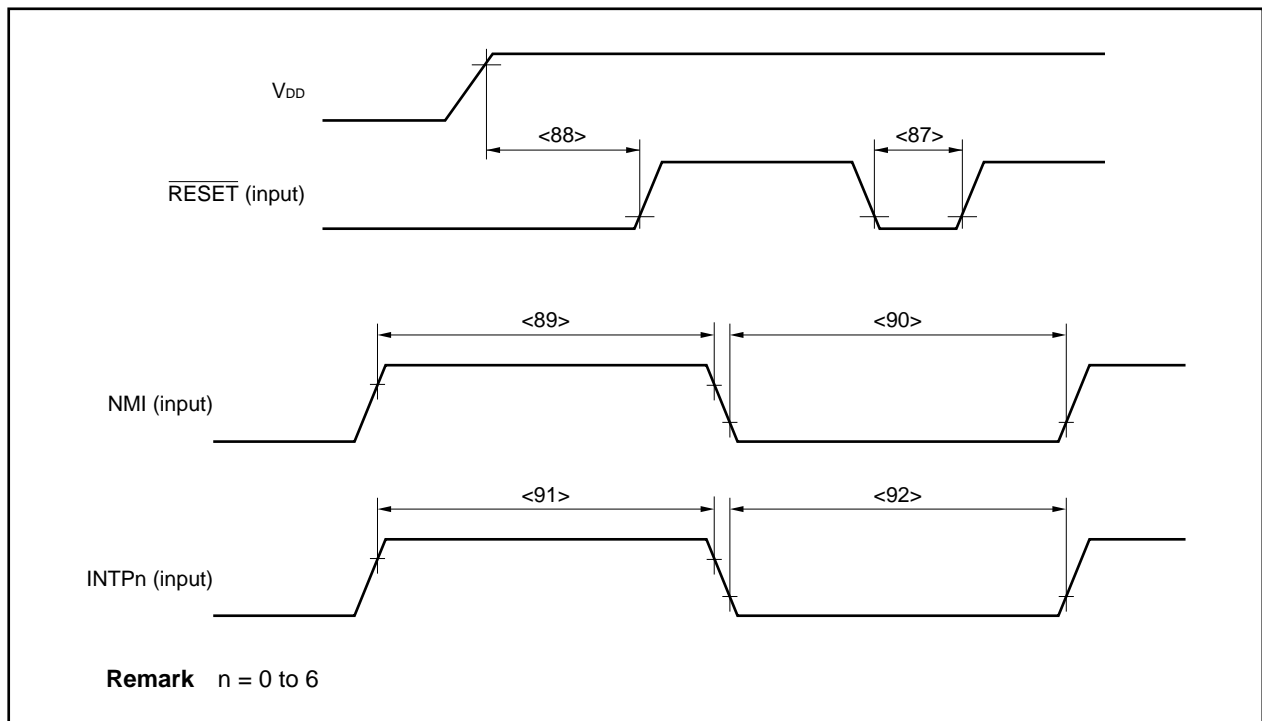 VDD
<88>
<87>
RESET (input)
<89>
<90>
NMI (input)
<91>
<92>
INTPn (input)
Remark n = 0 to 6